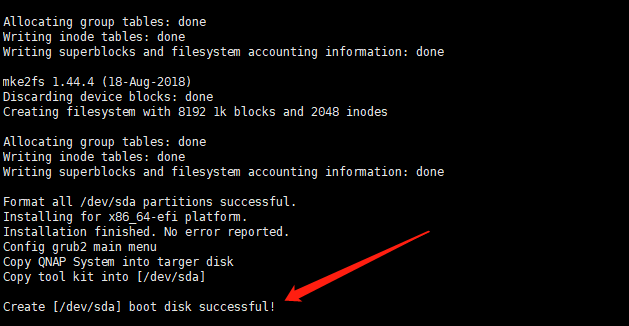 Allocating group tables: done
Writing inode tables: done
Writing superblocks and filesystem accounting information: done
mke2fs 1.44.4 (18-Aug-2018)
Discarding device blocks: done
Creating filesystem with 8192 1k blocks and 2048 inodes
Allocating group tables: done
Writing inode tables: done
Writing superblocks and filesystem accounting information: done
Format all /dev/sda partitions successful.
Installing for x86_64-efi platform.
Installation finished. No error reported.
Config grub2 main menu
Copy QNAP System into targer disk
Copy tool kit into [/dev/sda]
Create [/dev/sda] boot disk successful!